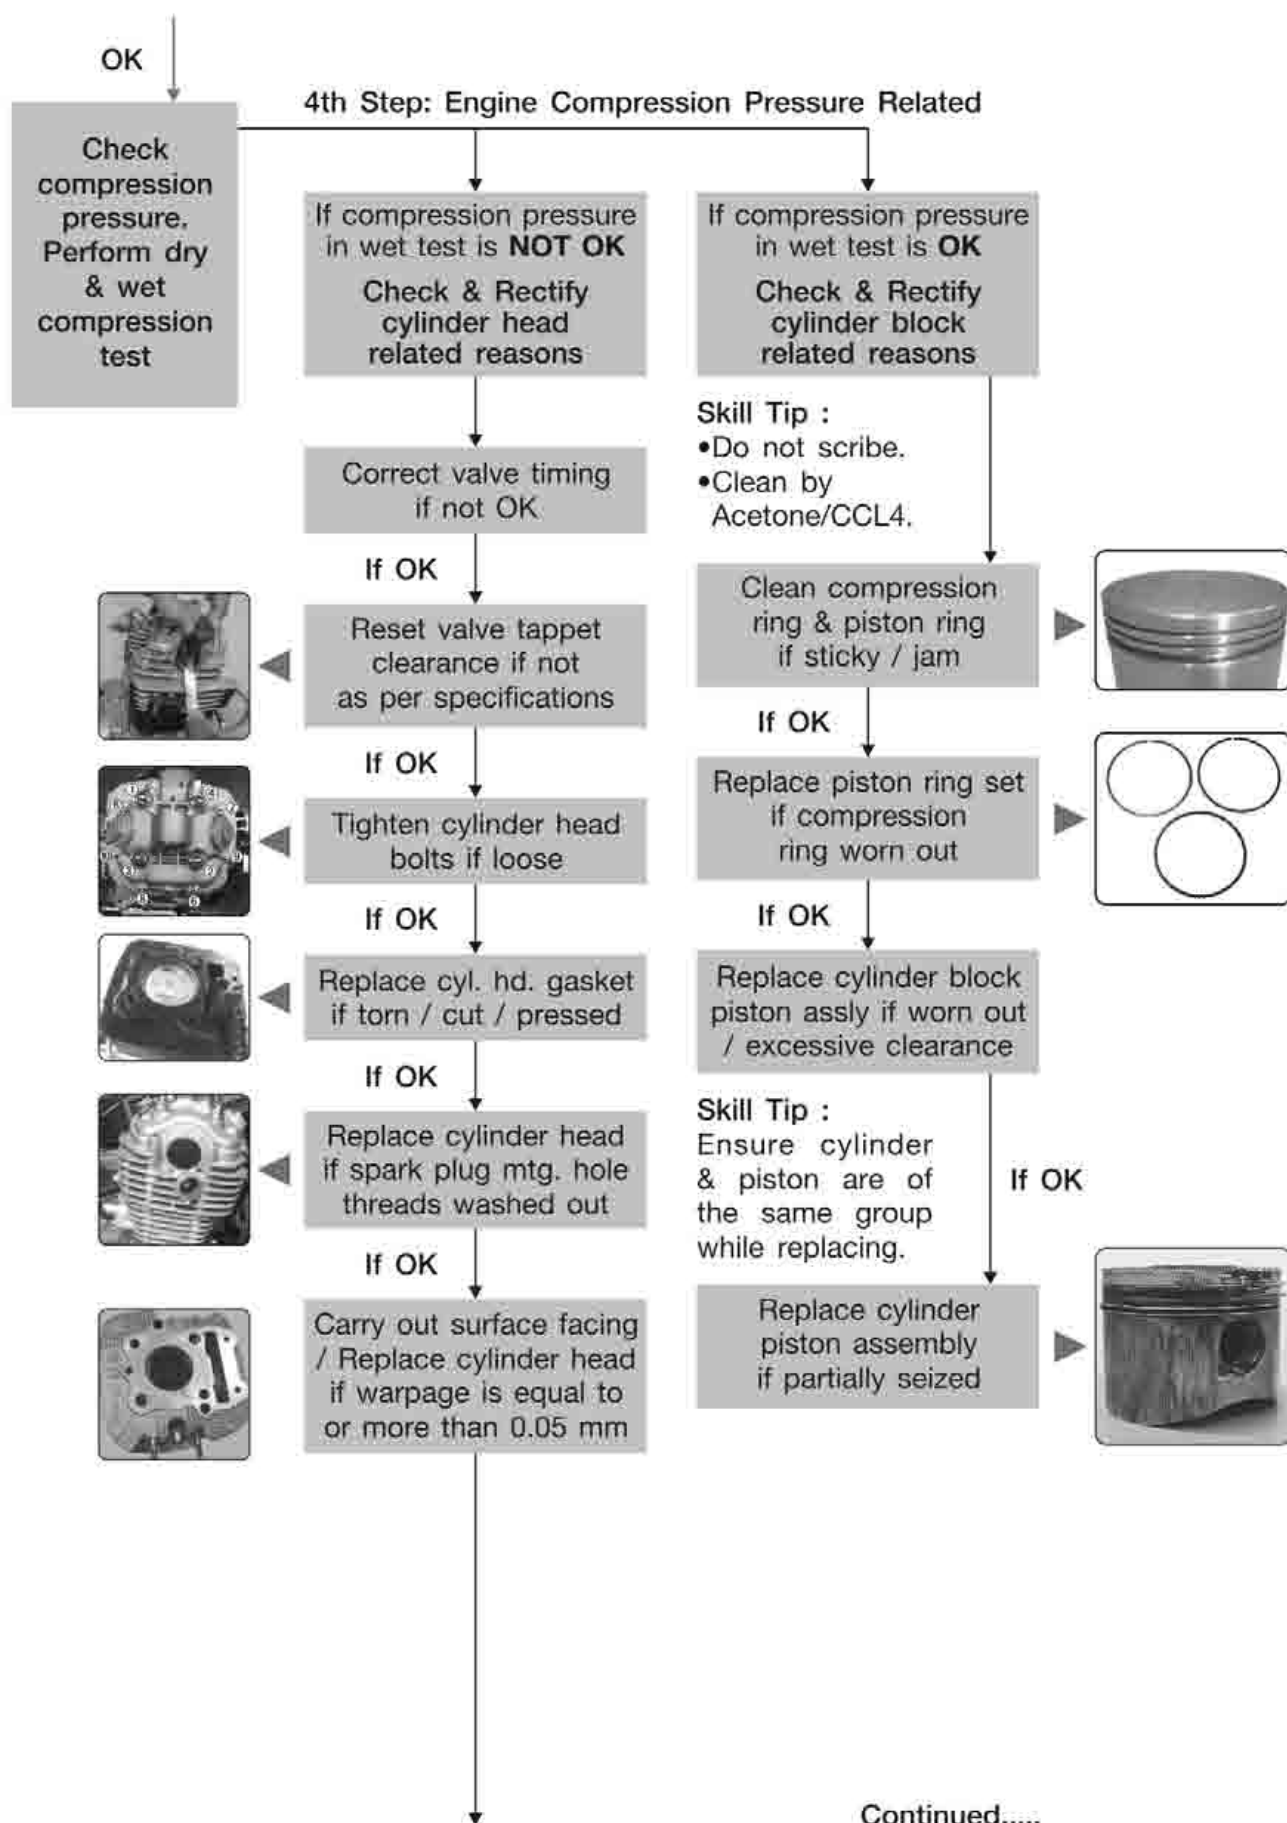 OK
4th Step: Engine Compression Pressure Related
Check
compression
pressure.
Perform dry
& wet
compression
test
If compression pressure
in wet test is NOT OK
Check & Rectify
cylinder head
related reasons
Correct valve timing
if not OK
If OK
Reset valve tappet
clearance if not
as per specifications
If OK
Tighten cylinder head
bolts if loose
If OK
Replace cyl. hd. gasket
if torn / cut / pressed
If OK
Replace cylinder head
if spark plug mtg. hole
threads washed out
If OK
Carry out surface facing
/ Replace cylinder head
if warpage is equal to
or more than 0.05 mm
If compression pressure
in wet test is OK
Check & Rectify
cylinder block
related reasons
Skill Tip :
•Do not scribe.
•Clean by
Acetone/CCL4.
Clean compression
ring & piston ring
if sticky / jam
If OK
Replace piston ring set
if compression
ring worn out
If OK
Replace cylinder block
piston assly if worn out
/ excessive clearance
Skill Tip :
Ensure cylinder
& piston are of
the same group
while replacing.
If OK
Replace cylinder
piston assembly
if partially seized
Continued.....